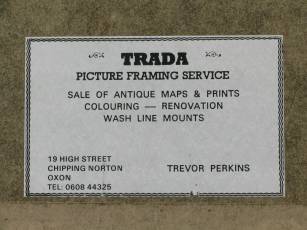 TRADA
PICTURE FRAMING SERVICE
SALE OF ANTIQUE MAPS & PRINTS
COLOURING — RENOVATION
WASH LINE MOUNTS
19 HIGH STREET
CHIPPING NORTON
OXON
TEL: 0608 44325
TREVOR PERKINS